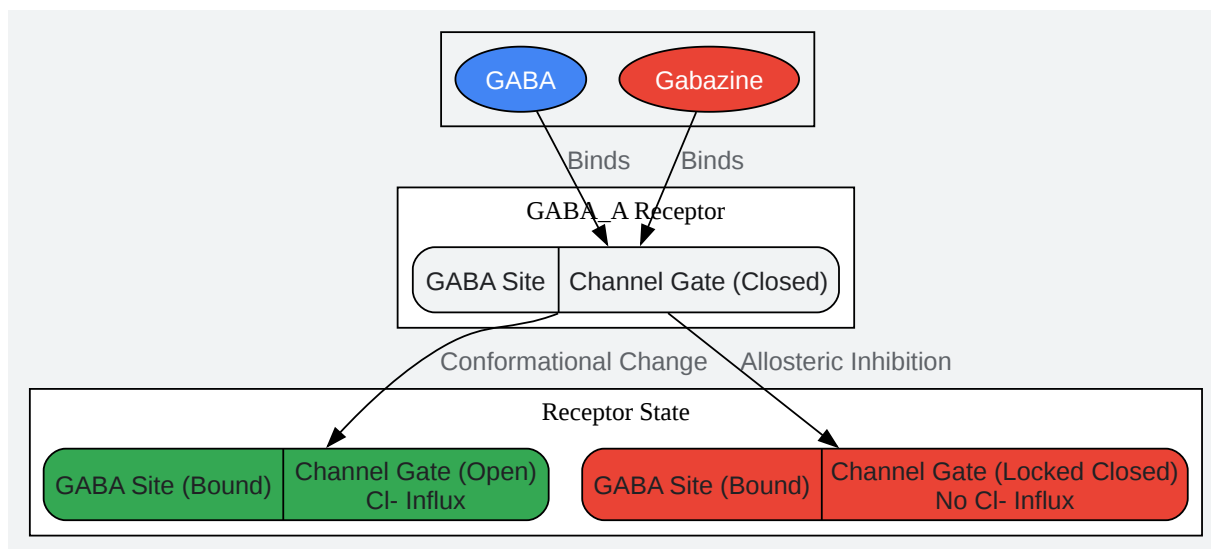 GABA
Gabazine
Binds
Binds
GABA_A Receptor
GABA Site
Channel Gate (Closed)
Conformational Change
Allosteric Inhibition
Receptor State
GABA Site (Bound)
Channel Gate (Open)
Cl- Influx
GABA Site (Bound)
Channel Gate (Locked Closed)
No Cl- Influx